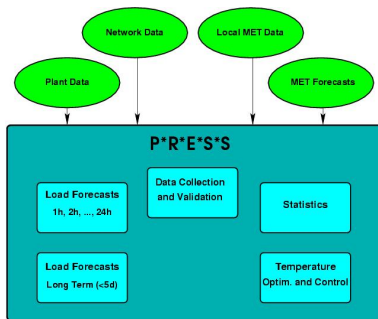 Network Data
Local MET Data
Plant Data
MET Forecasts
P*R*E*S*S
Data Collection
and Validation
Load Forecasts
1h, 2h, ..., 24h
Statistics
Load Forecasts
Long Term (<5d)
Temperature
Optim. and Control